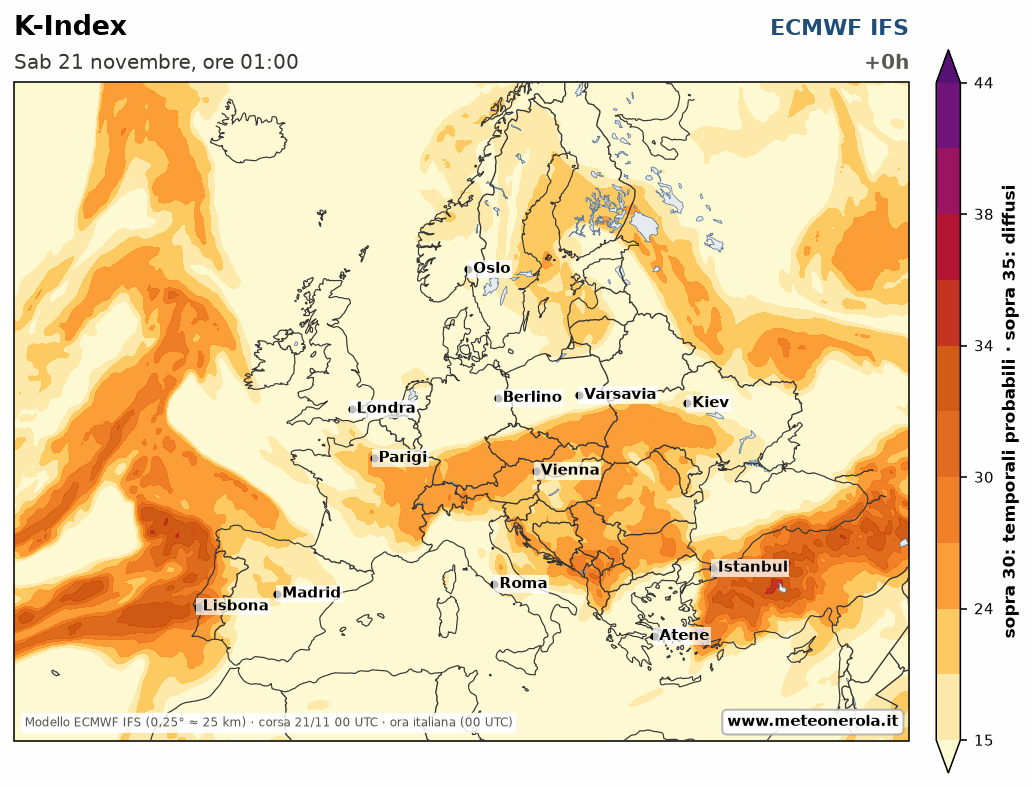 K-Index
ECMWF IFS
Sab 21 novembre, ore 01:00
+0h
44
38
34
30
24
15
sopra 30: temporali probabili · sopra 35: diffusi
Oslo
Berlino
Varsavia
Kiev
Londra
Parigi
Vienna
Istanbul
Roma
Madrid
Lisbona
Atene
Modello ECMWF IFS (0,25° ≈ 25 km) · corsa 21/11 00 UTC · ora italiana (00 UTC)
www.meteonerola.it